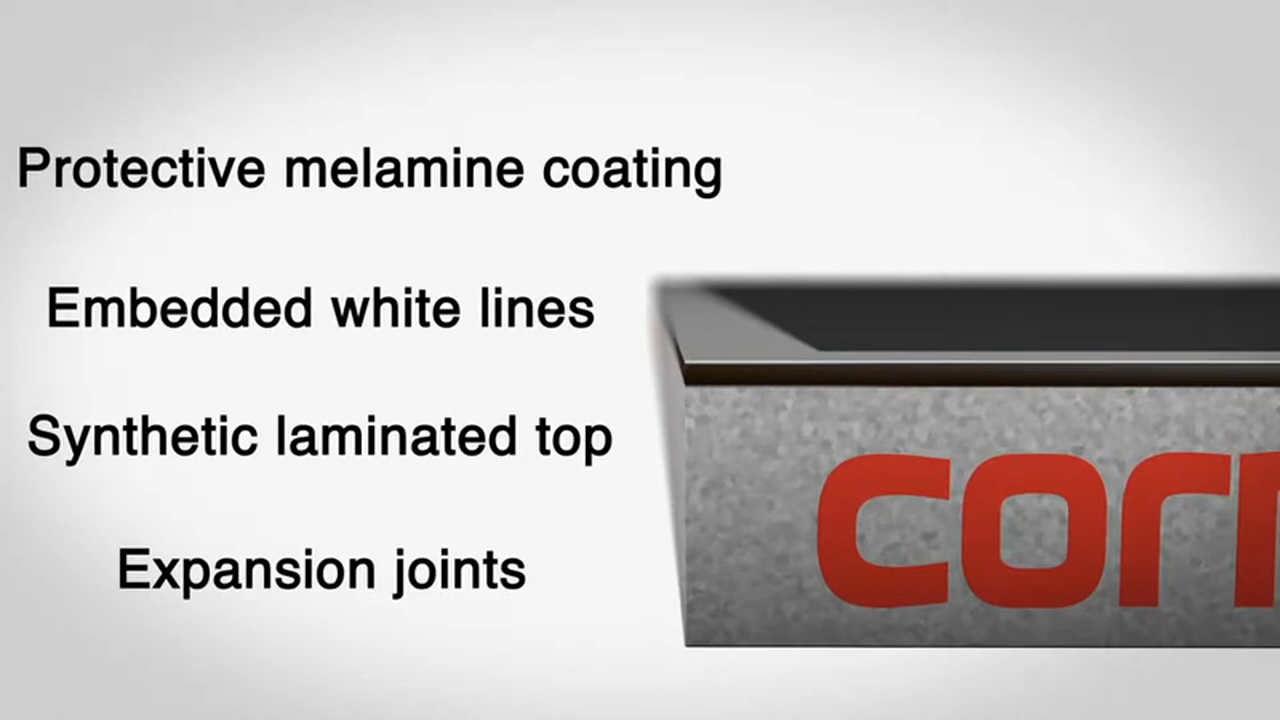 Protective melamine coating
Embedded white lines
Synthetic laminated top
Expansion joints